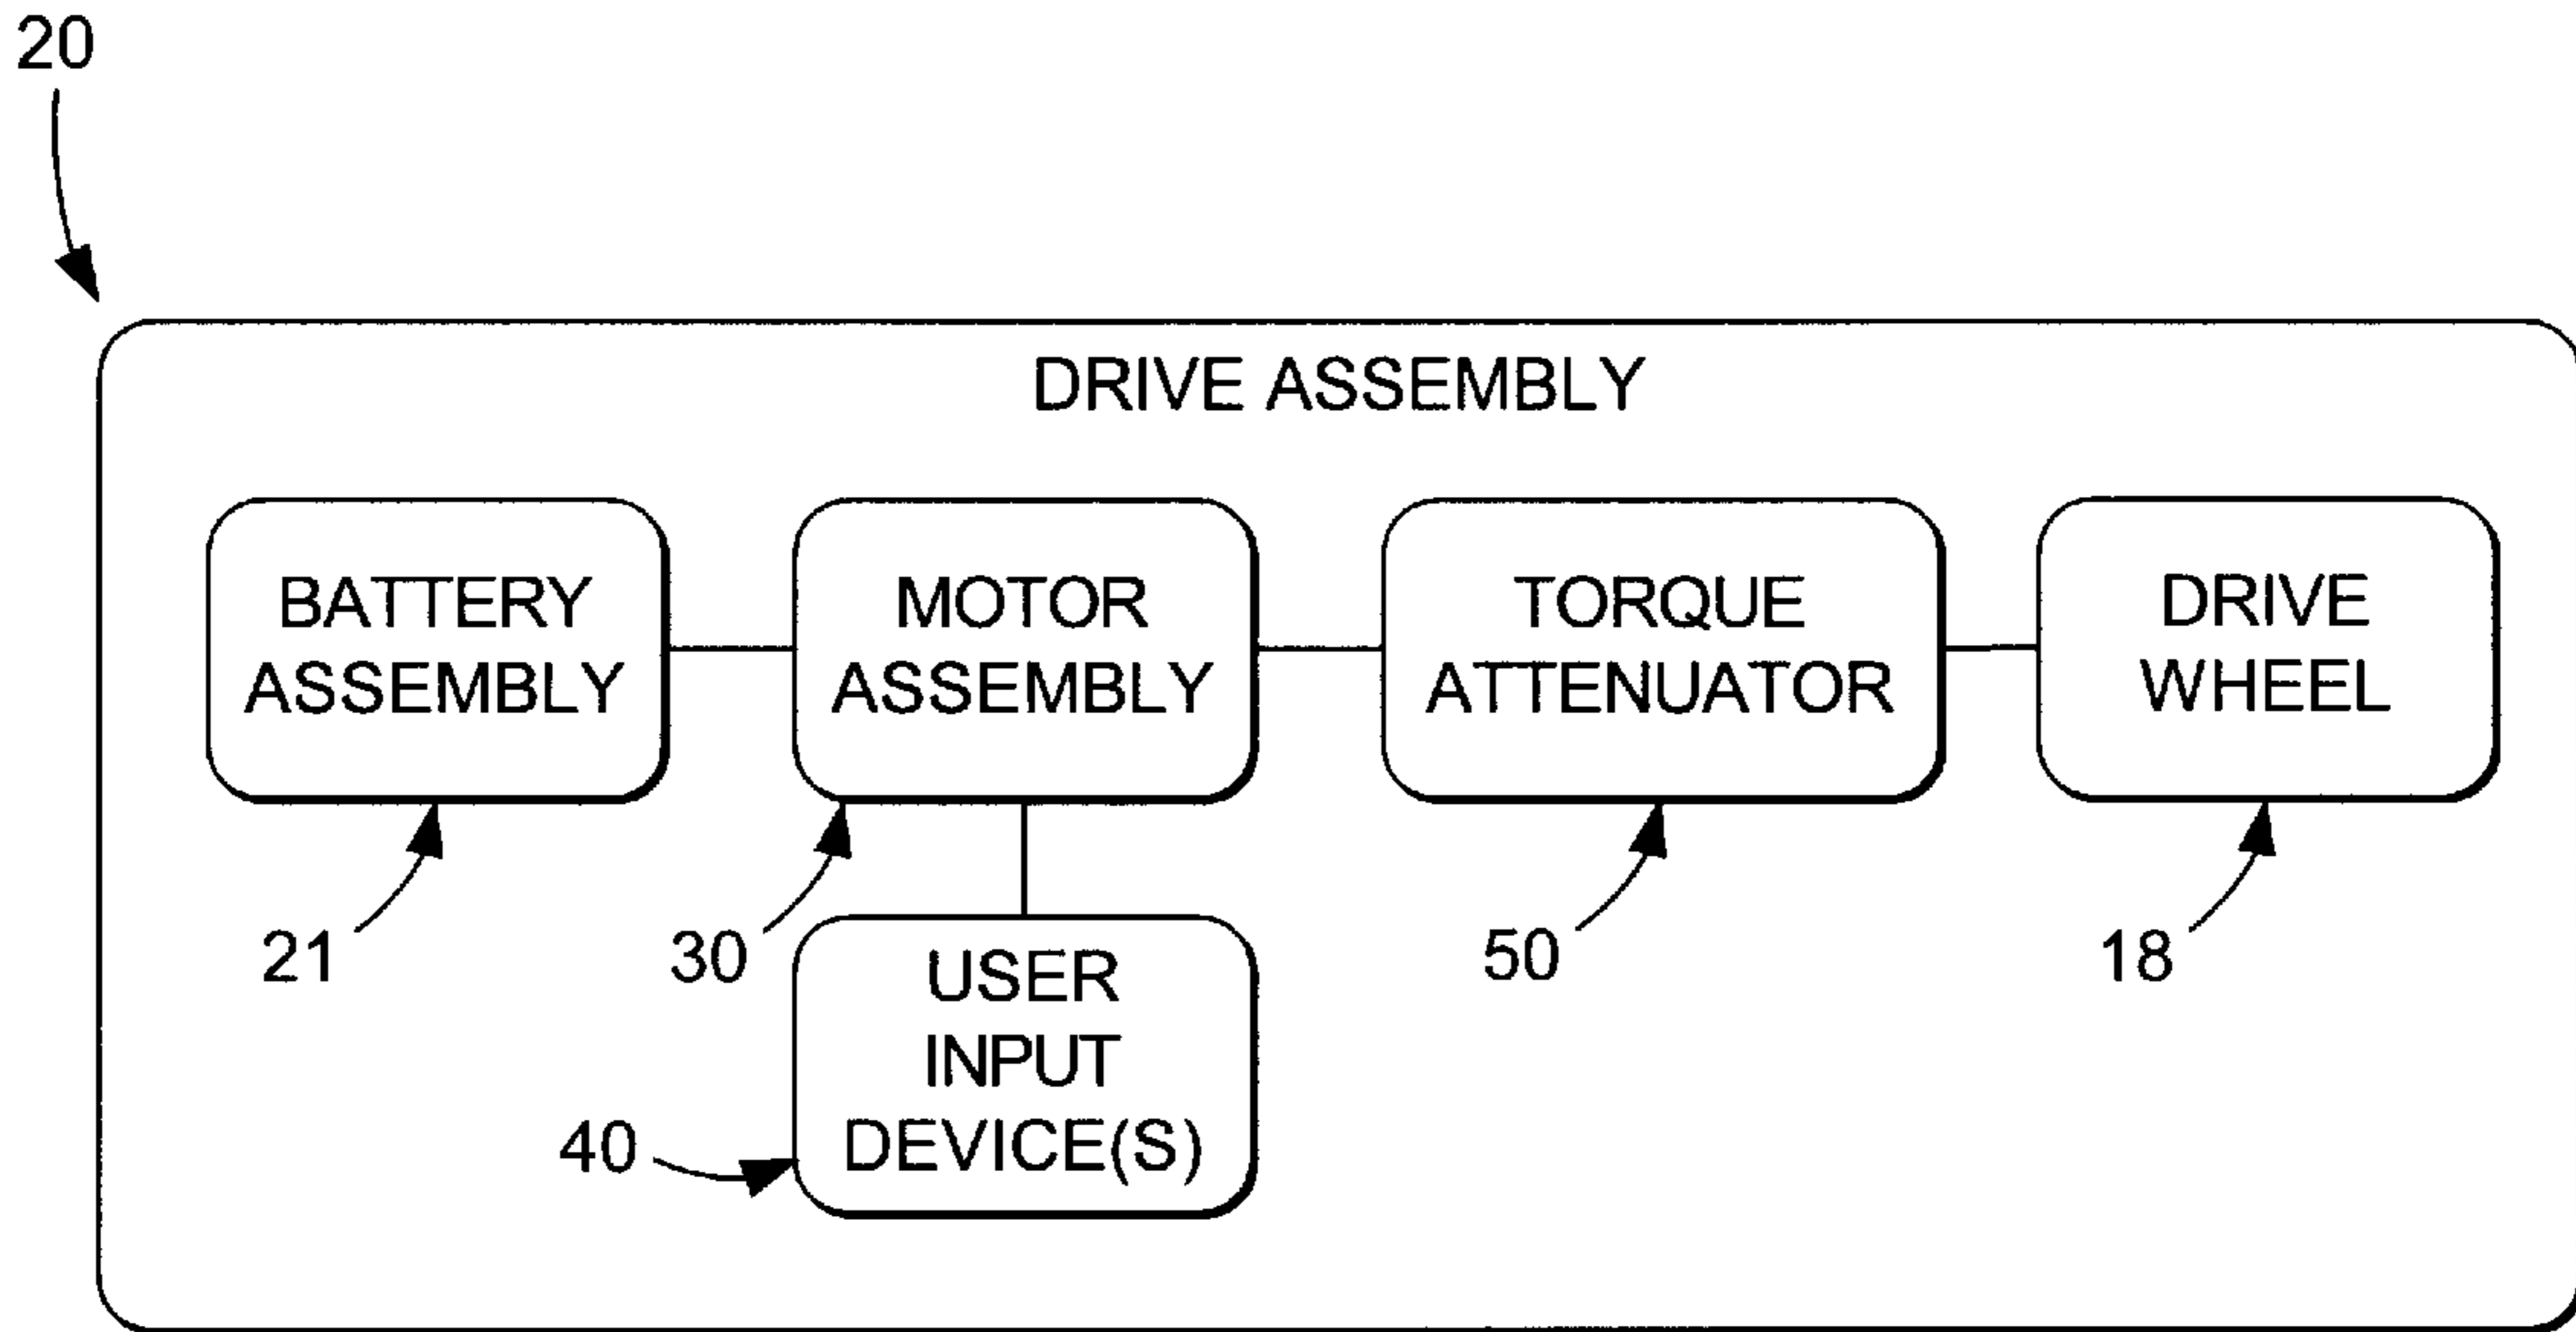 20
DRIVE ASSEMBLY
BATTERY
ASSEMBLY
MOTOR
ASSEMBLY
TORQUE
ATTENUATOR
DRIVE
WHEEL
21
30
50
18
USER
INPUT
DEVICE(S)
40